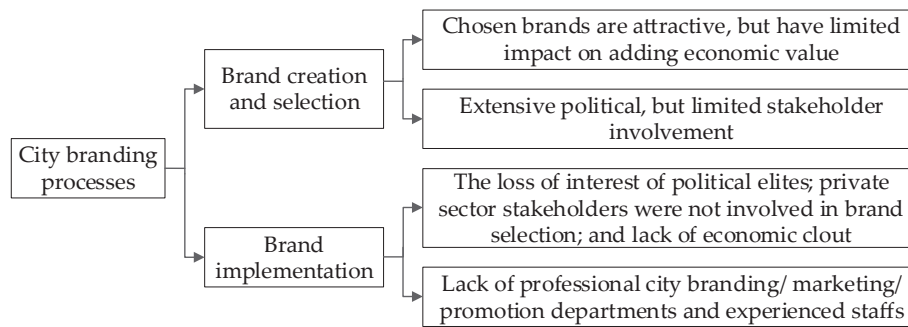 City branding
processes
Brand creation
and selection
Chosen brands are attractive, but have limited
impact on adding economic value
Extensive political, but limited stakeholder
involvement
Brand
implementation
The loss of interest of political elites; private
sector stakeholders were not involved in brand
selection; and lack of economic clout
Lack of professional city branding/ marketing/
promotion departments and experienced staffs